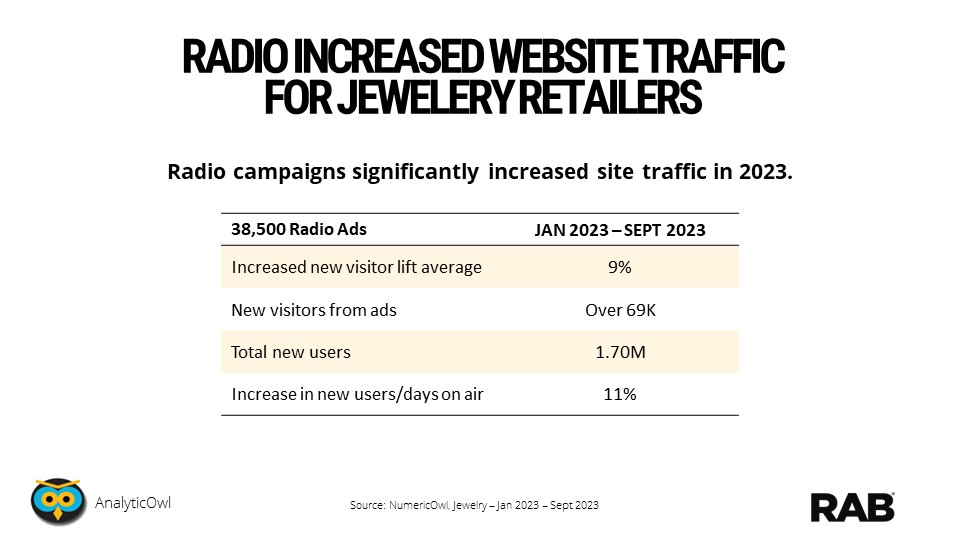 RADIO INCREASED WEBSITE TRAFFIC
FOR JEWELERY RETAILERS
Radio campaigns significantly increased site traffic in 2023.
38,500 Radio Ads JAN 2023 – SEPT 2023
Increased new visitor lift average 9%
New visitors from ads Over 69K
Total new users 1.70M
Increase in new users/days on air 11%
AnalyticOwl
Source: NumericOwl, Jewelry – Jan 2023 – Sept 2023
RAB